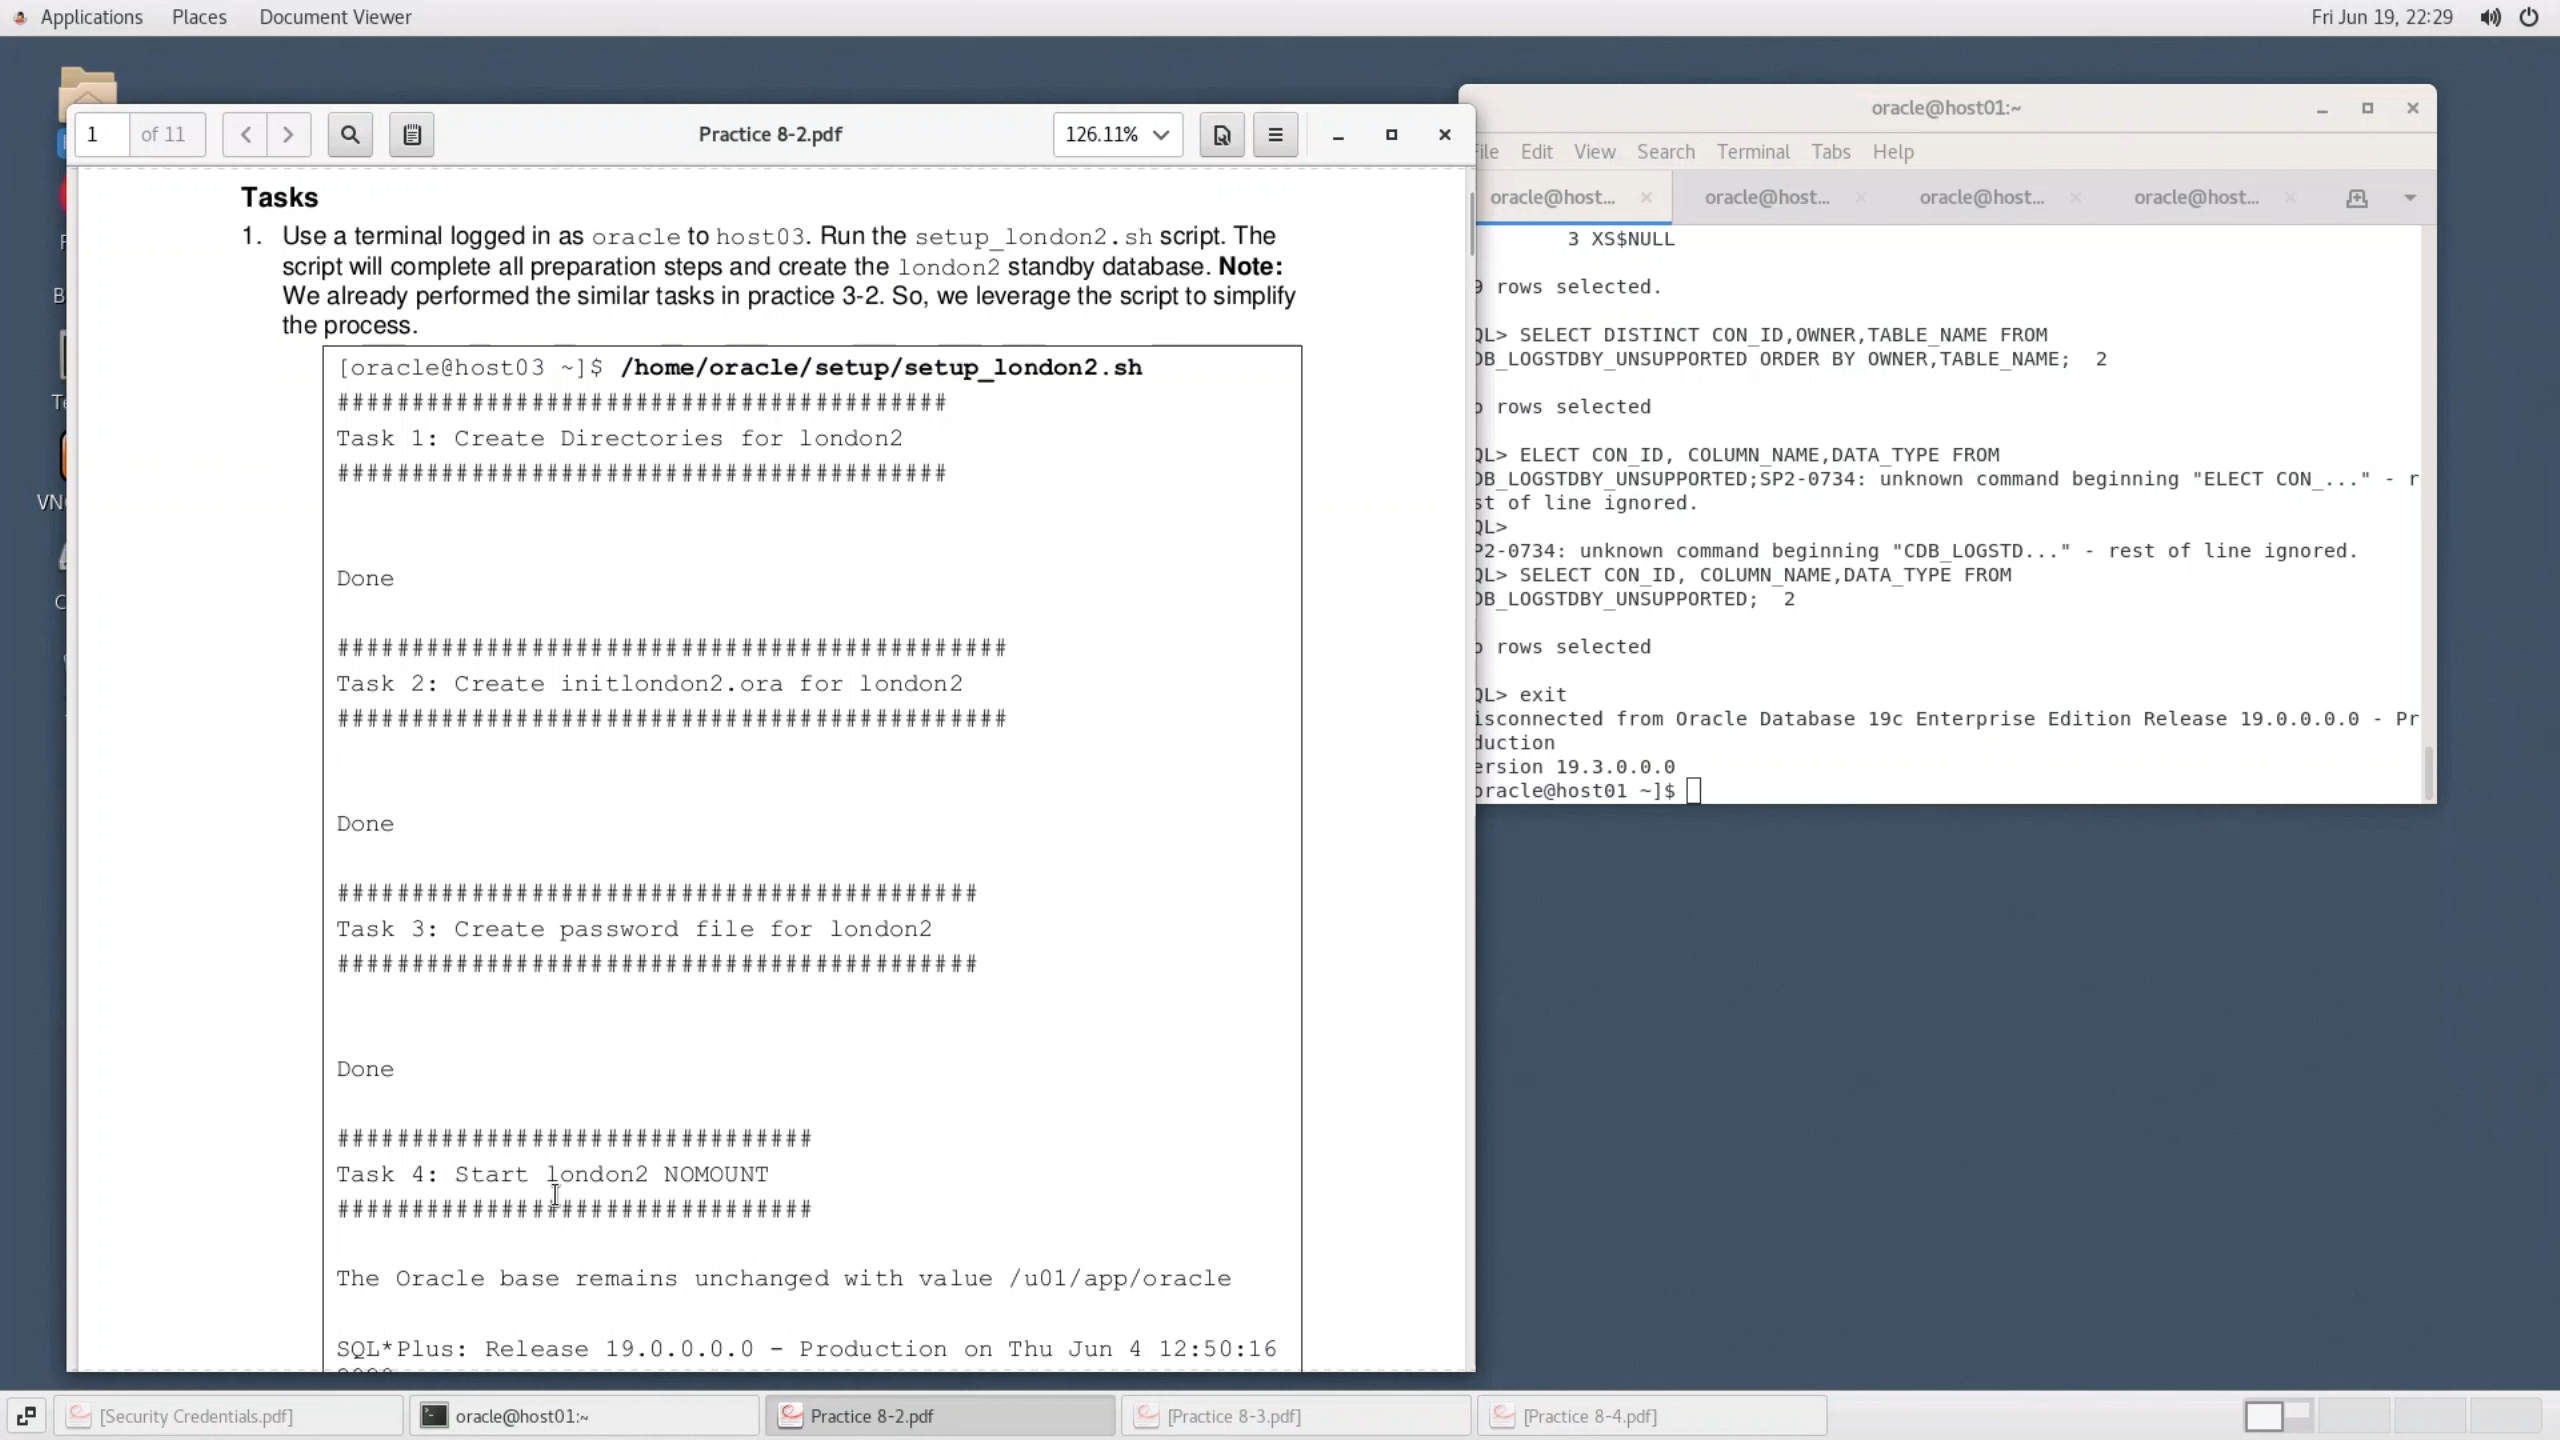 Applications Places Document Viewer Fri Jun 19, 22:29
1 of 11 Practice 8-2.pdf 126.11%
Tasks
1. Use a terminal logged in as oracle to host03. Run the setup_london2.sh script. The
script will complete all preparation steps and create the london2 standby database. Note:
We already performed the similar tasks in practice 3-2. So, we leverage the script to simplify
the process.
[oracle@host03 ~]$ /home/oracle/setup/setup_london2.sh
#########################################
Task 1: Create Directories for london2
#########################################
Done
#############################################
Task 2: Create initlondon2.ora for london2
#############################################
Done
###########################################
Task 3: Create password file for london2
###########################################
Done
################################
Task 4: Start london2 NOMOUNT
################################
The Oracle base remains unchanged with value /u01/app/oracle
SQL*Plus: Release 19.0.0.0.0 - Production on Thu Jun 4 12:50:16
oracle@host01:~
File Edit View Search Terminal Tabs Help
oracle@host... oracle@host... oracle@host... oracle@host...
3 XS$NULL
9 rows selected.
QL> SELECT DISTINCT CON_ID,OWNER,TABLE_NAME FROM
DB_LOGSTDBY_UNSUPPORTED ORDER BY OWNER,TABLE_NAME; 2
o rows selected
QL> ELECT CON_ID, COLUMN_NAME,DATA_TYPE FROM
DB_LOGSTDBY_UNSUPPORTED;SP2-0734: unknown command beginning "ELECT CON_..." - r
st of line ignored.
QL>
P2-0734: unknown command beginning "CDB_LOGSTD..." - rest of line ignored.
QL> SELECT CON_ID, COLUMN_NAME,DATA_TYPE FROM
DB_LOGSTDBY_UNSUPPORTED; 2
o rows selected
QL> exit
isconnected from Oracle Database 19c Enterprise Edition Release 19.0.0.0.0 - Pr
duction
ersion 19.3.0.0.0
oracle@host01 ~]$
[Security Credentials.pdf] oracle@host01:~ Practice 8-2.pdf [Practice 8-3.pdf] [Practice 8-4.pdf]